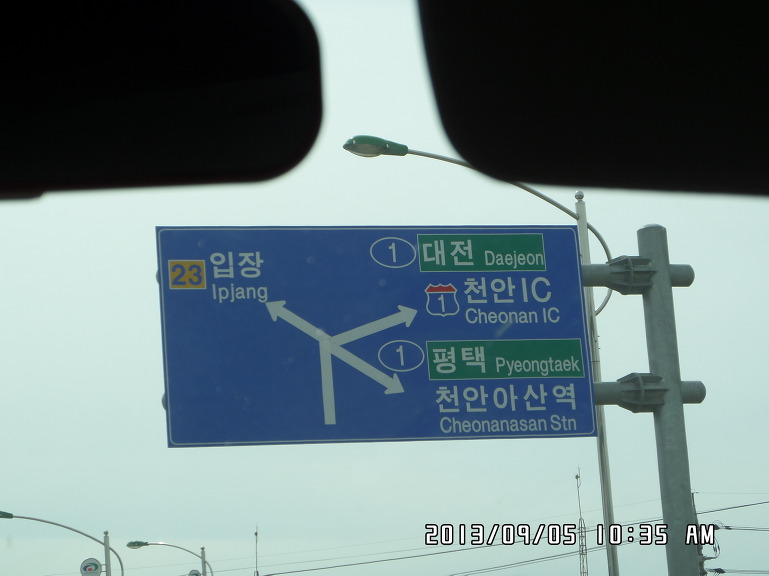 23 입장
Ipjang
1 대전 Daejeon
1 천안IC
Cheonan IC
1 평택 Pyeongtaek
천안아산역
Cheonanasan Stn
2013/09/05 10:35 AM